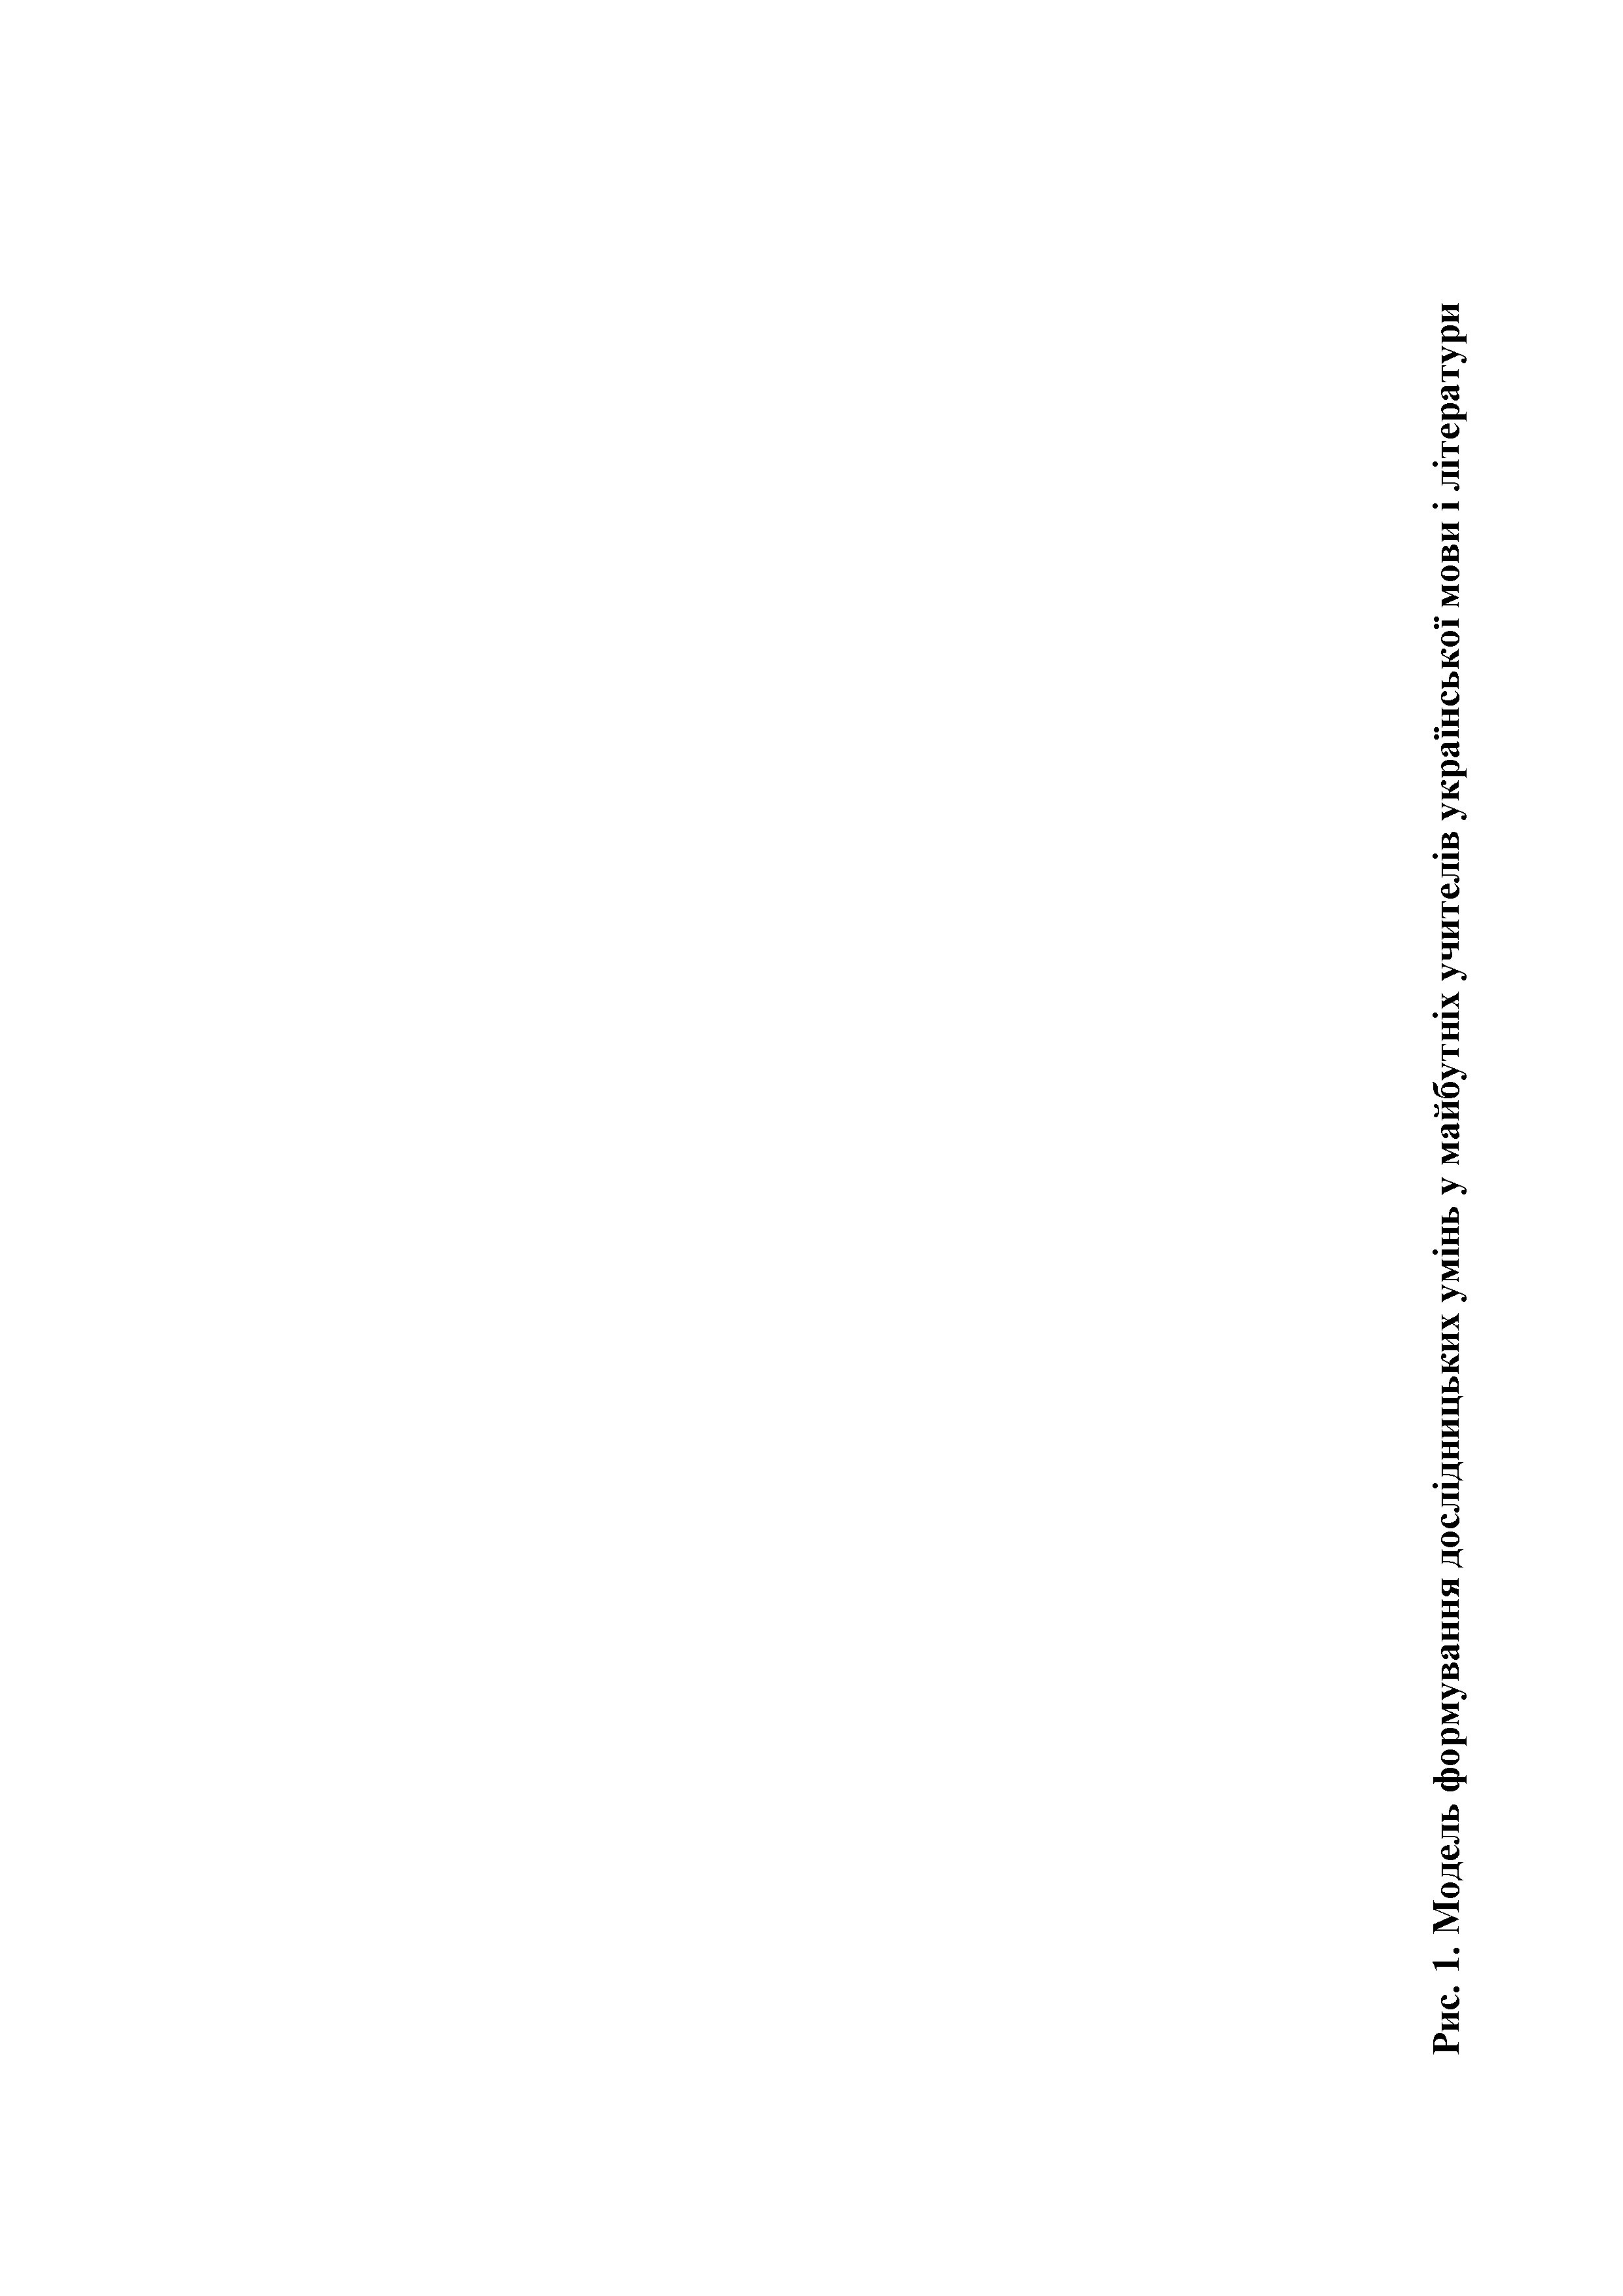 Рис. 1. Модель формування дослідницьких умінь у майбутніх учителів української мови і літератури